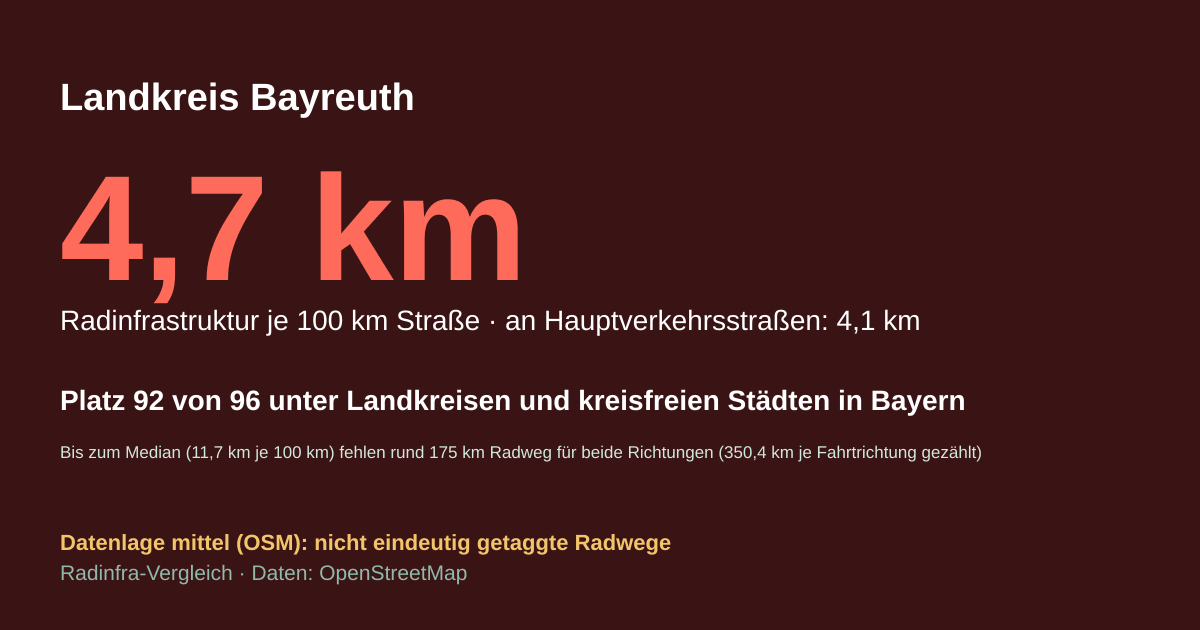 Landkreis Bayreuth
4,7 km
Radinfrastruktur je 100 km Straße · an Hauptverkehrsstraßen: 4,1 km
Platz 92 von 96 unter Landkreisen und kreisfreien Städten in Bayern
Bis zum Median (11,7 km je 100 km) fehlen rund 175 km Radweg für beide Richtungen (350,4 km je Fahrtrichtung gezählt)
Datenlage mittel (OSM): nicht eindeutig getaggte Radwege
Radinfra-Vergleich · Daten: OpenStreetMap